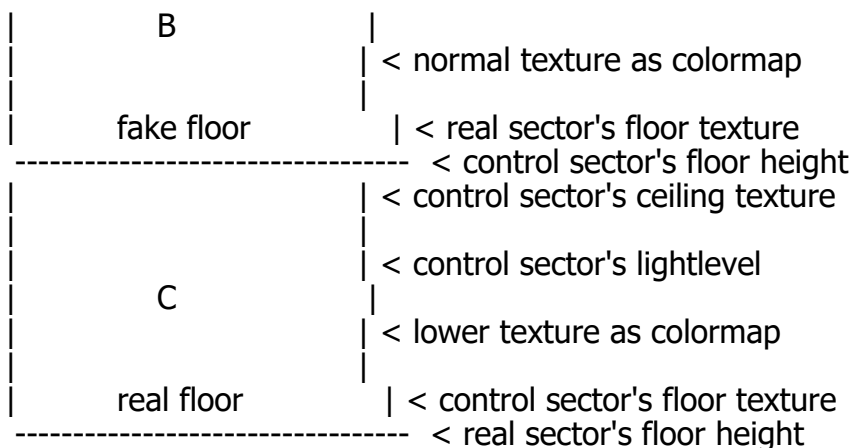 | B |
| | < normal texture as colormap
| |
| fake floor | < real sector's floor texture
---------------------------------- < control sector's floor height
| | < control sector's ceiling texture
| |
| | < control sector's lightlevel
| C |
| | < lower texture as colormap
| |
| real floor | < control sector's floor texture
---------------------------------- < real sector's floor height